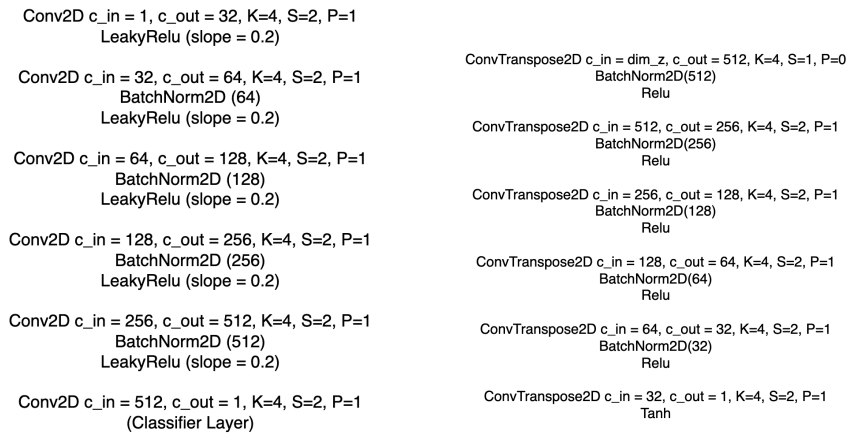 Conv2D c_in = 1, c_out = 32, K=4, S=2, P=1
LeakyRelu (slope = 0.2)
Conv2D c_in = 32, c_out = 64, K=4, S=2, P=1
BatchNorm2D (64)
LeakyRelu (slope = 0.2)
Conv2D c_in = 64, c_out = 128, K=4, S=2, P=1
BatchNorm2D (128)
LeakyRelu (slope = 0.2)
Conv2D c_in = 128, c_out = 256, K=4, S=2, P=1
BatchNorm2D (256)
LeakyRelu (slope = 0.2)
Conv2D c_in = 256, c_out = 512, K=4, S=2, P=1
BatchNorm2D (512)
LeakyRelu (slope = 0.2)
Conv2D c_in = 512, c_out = 1, K=4, S=2, P=1
(Classifier Layer)
ConvTranspose2D c_in = dim_z, c_out = 512, K=4, S=1, P=0
BatchNorm2D(512)
Relu
ConvTranspose2D c_in = 512, c_out = 256, K=4, S=2, P=1
BatchNorm2D(256)
Relu
ConvTranspose2D c_in = 256, c_out = 128, K=4, S=2, P=1
BatchNorm2D(128)
Relu
ConvTranspose2D c_in = 128, c_out = 64, K=4, S=2, P=1
BatchNorm2D(64)
Relu
ConvTranspose2D c_in = 64, c_out = 32, K=4, S=2, P=1
BatchNorm2D(32)
Relu
ConvTranspose2D c_in = 32, c_out = 1, K=4, S=2, P=1
Tanh